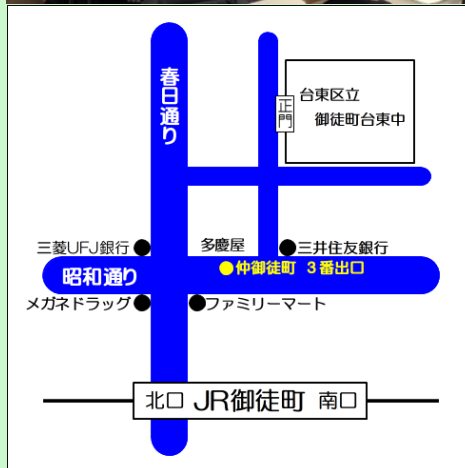 春日通り
台東区立
御徒町台東中
正門
三菱UFJ銀行
多慶屋
三井住友銀行
昭和通り
仲御徒町 3番出口
メガネドラッグ
ファミリーマート
北口 JR御徒町 南口